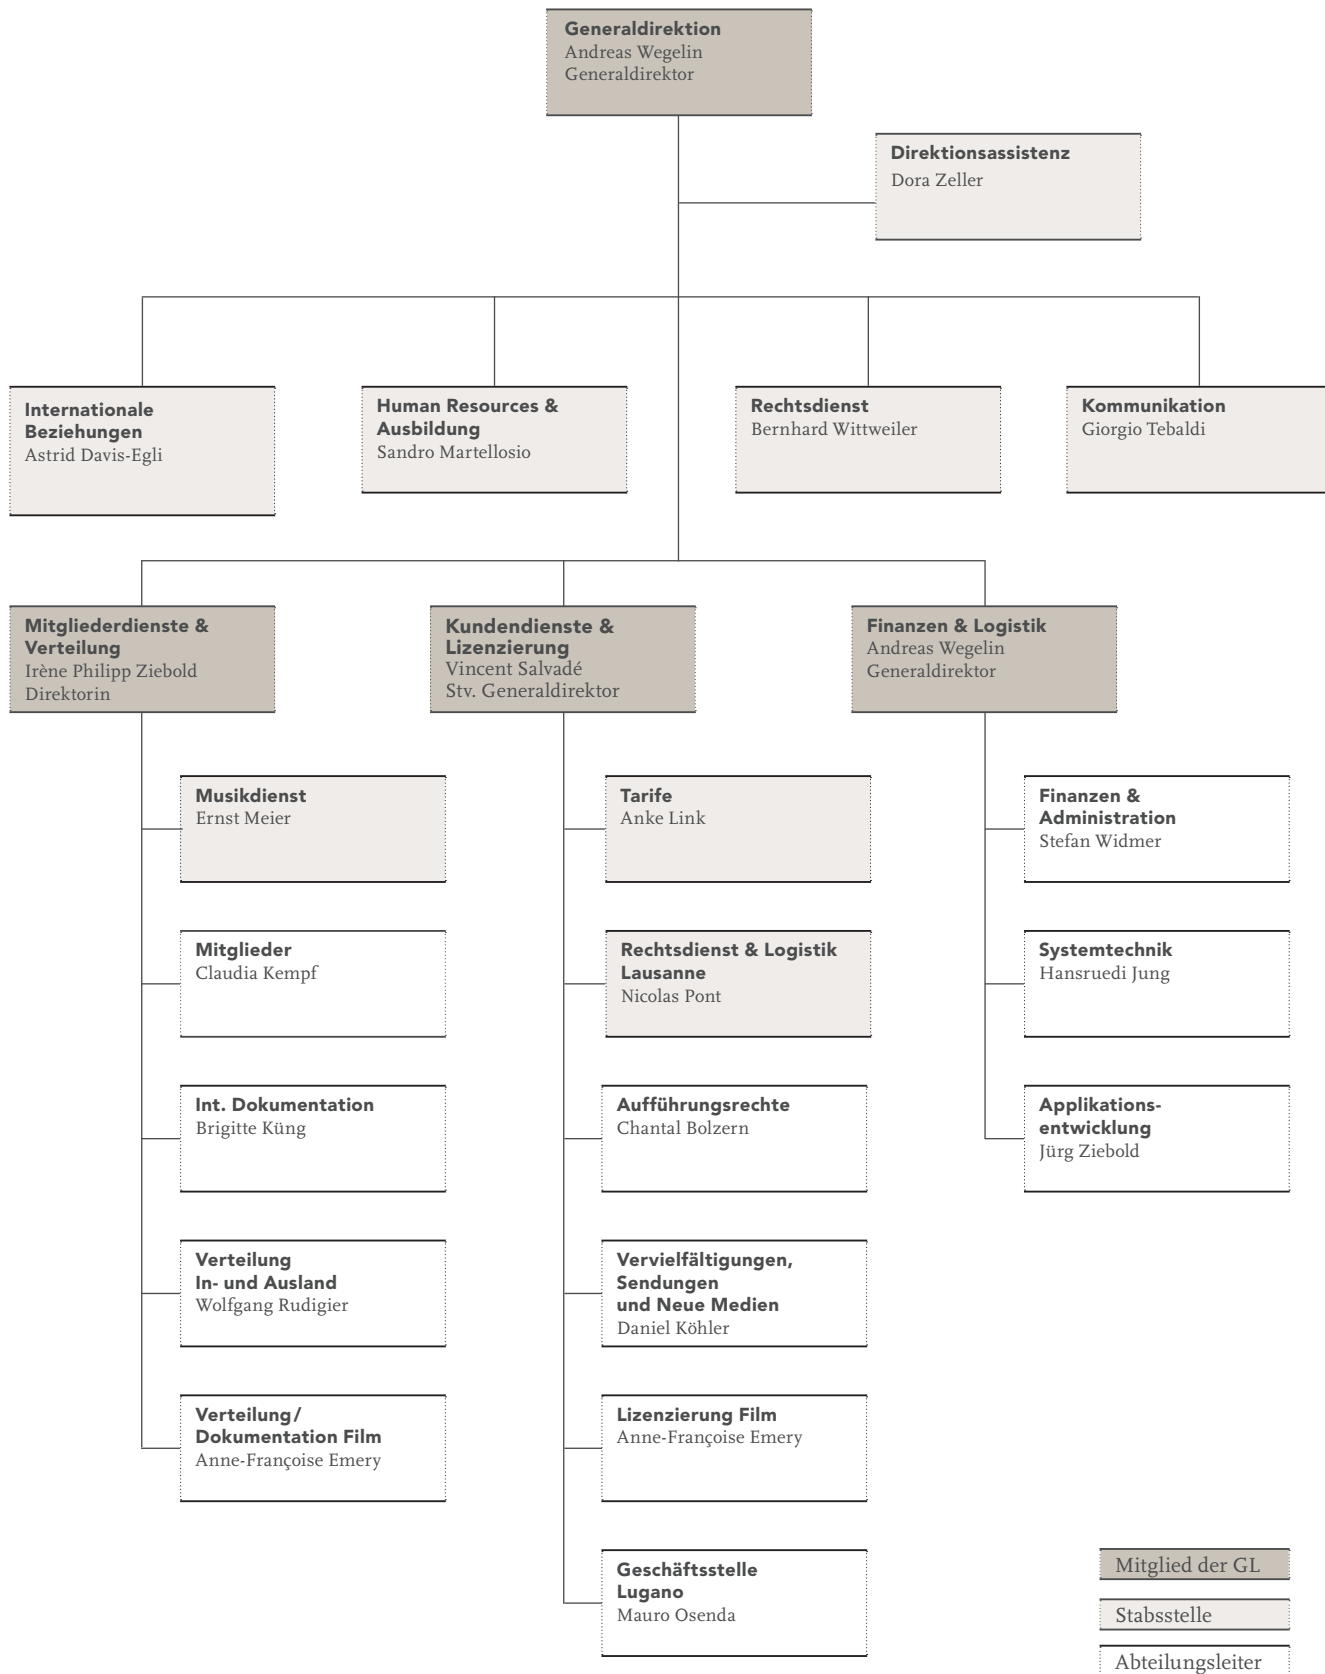 Generaldirektion
Andreas Wegelin
Generaldirektor
Direktionsassistenz
Dora Zeller
Internationale
Beziehungen
Astrid Davis-Egli
Human Resources &
Ausbildung
Sandro Martellosio
Rechtsdienst
Bernhard Wittweiler
Kommunikation
Giorgio Tebaldi
Mitgliederdienste &
Verteilung
Irène Philipp Ziebold
Direktorin
Kundendienste &
Lizenzierung
Vincent Salvadé
Stv. Generaldirektor
Finanzen & Logistik
Andreas Wegelin
Generaldirektor
Musikdienst
Ernst Meier
Mitglieder
Claudia Kempf
Int. Dokumentation
Brigitte Küng
Verteilung
In- und Ausland
Wolfgang Rudigier
Verteilung/
Dokumentation Film
Anne-Françoise Emery
Tarife
Anke Link
Rechtsdienst & Logistik
Lausanne
Nicolas Pont
Aufführungsrechte
Chantal Bolzern
Vervielfältigungen,
Sendungen
und Neue Medien
Daniel Köhler
Lizenzierung Film
Anne-Françoise Emery
Geschäftsstelle
Lugano
Mauro Osenda
Finanzen &
Administration
Stefan Widmer
Systemtechnik
Hansruedi Jung
Applikations-
entwicklung
Jürg Ziebold
Mitglied der GL
Stabsstelle
Abteilungsleiter